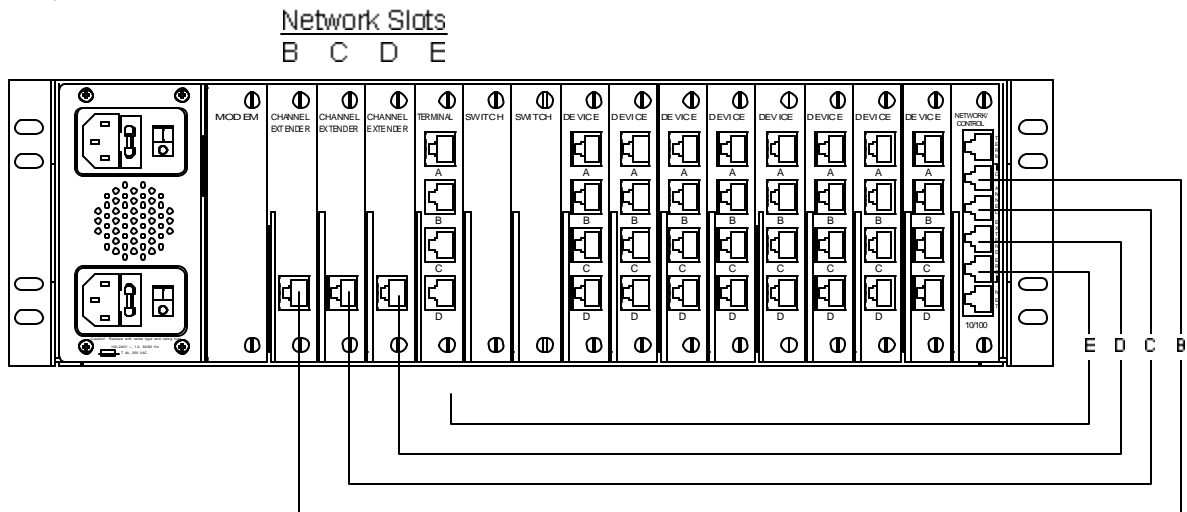 Network Slots
B C D E
MODEM
CHANNEL
EXTENDER
CHANNEL
EXTENDER
CHANNEL
EXTENDER
TERMINAL
SWITCH
SWITCH
DEVICE
DEVICE
DEVICE
DEVICE
DEVICE
DEVICE
DEVICE
DEVICE
NETWORK/
CONTROL
A A A A A A A A A
B B B B B B B B B
C C C C C C C C C
D D D D D D D D D
10/100
E D C B